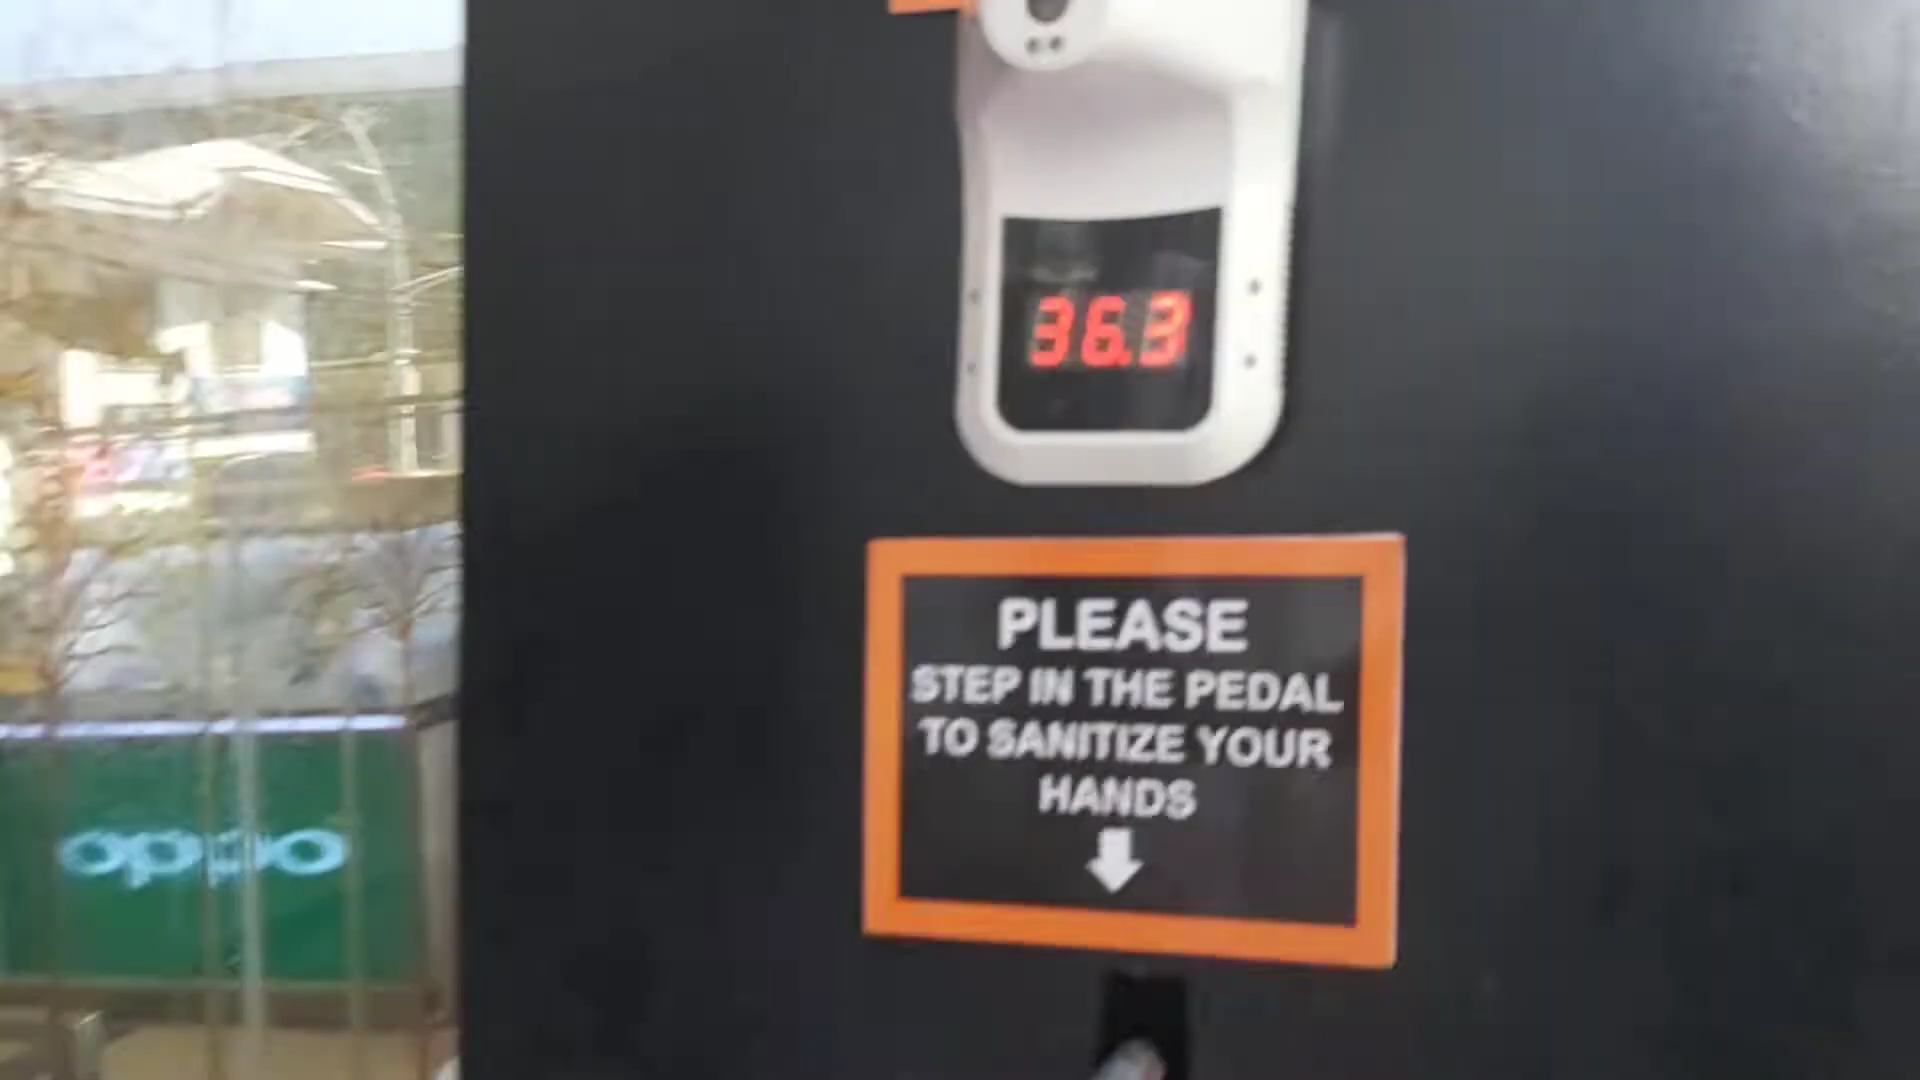 36.3
PLEASE
STEP IN THE PEDAL
TO SANITIZE YOUR
HANDS
oppo